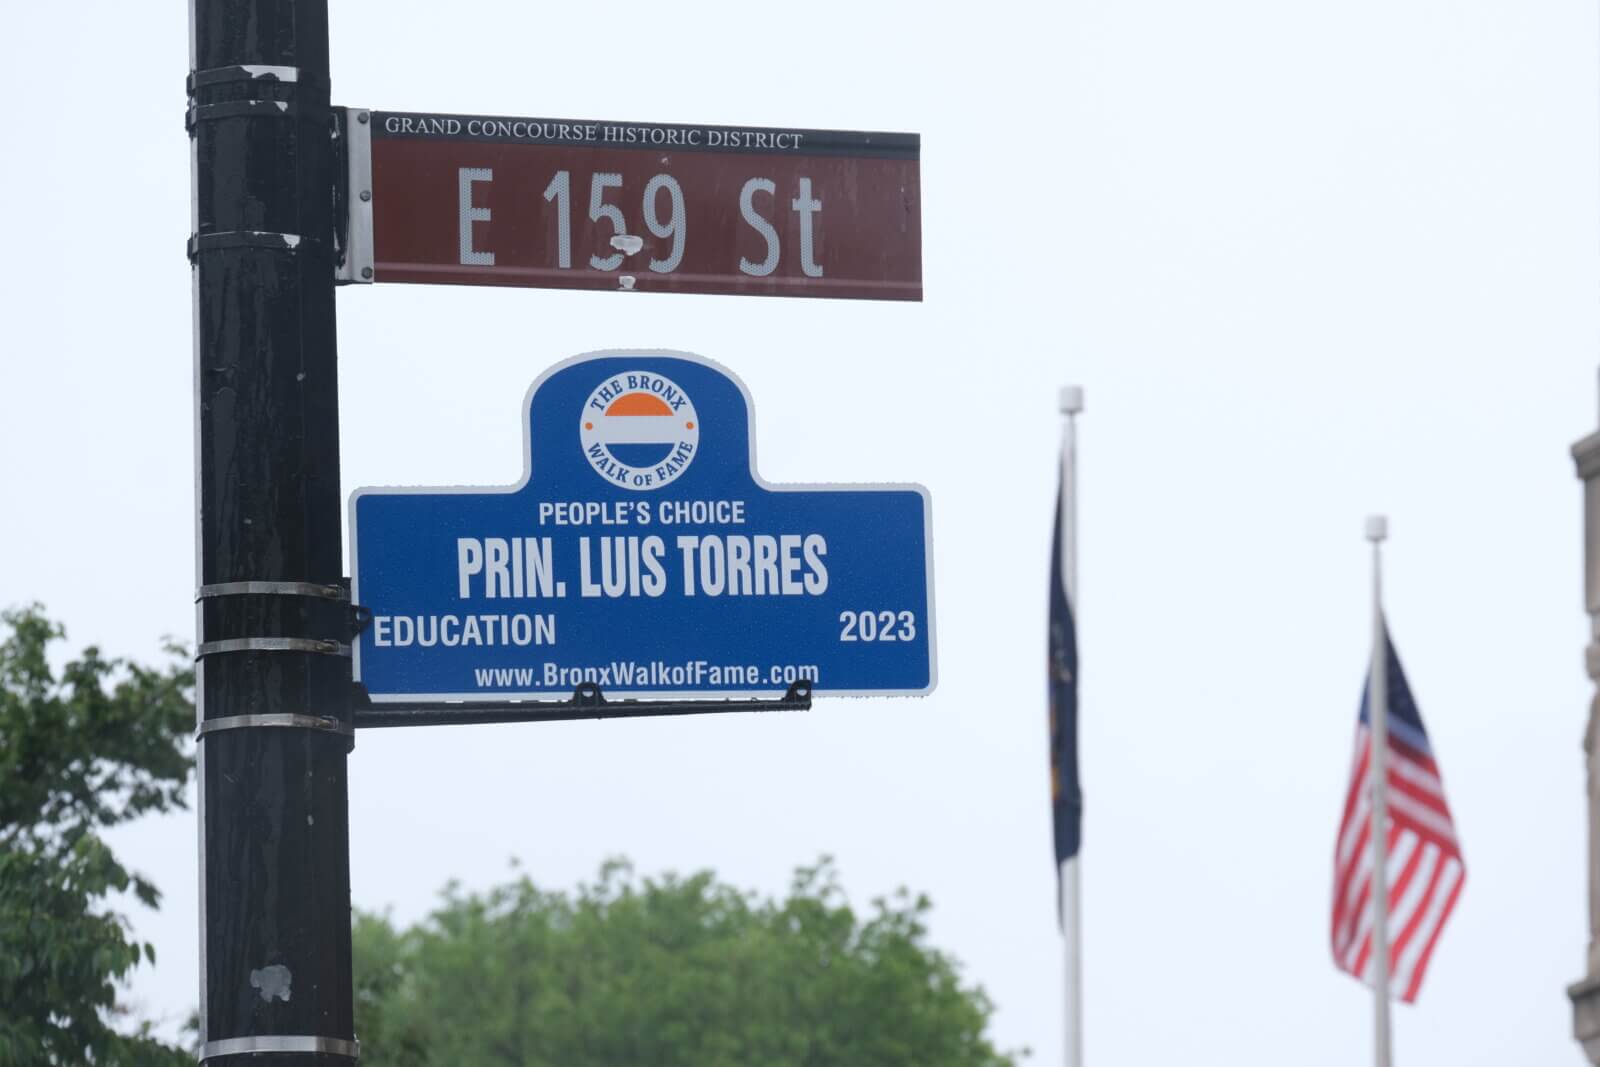 GRAND CONCOURSE HISTORIC DISTRICT
E 159 St
THE BRONX
WALK OF FAME
PEOPLE'S CHOICE
PRIN. LUIS TORRES
EDUCATION 2023
www.BronxWalkofFame.com